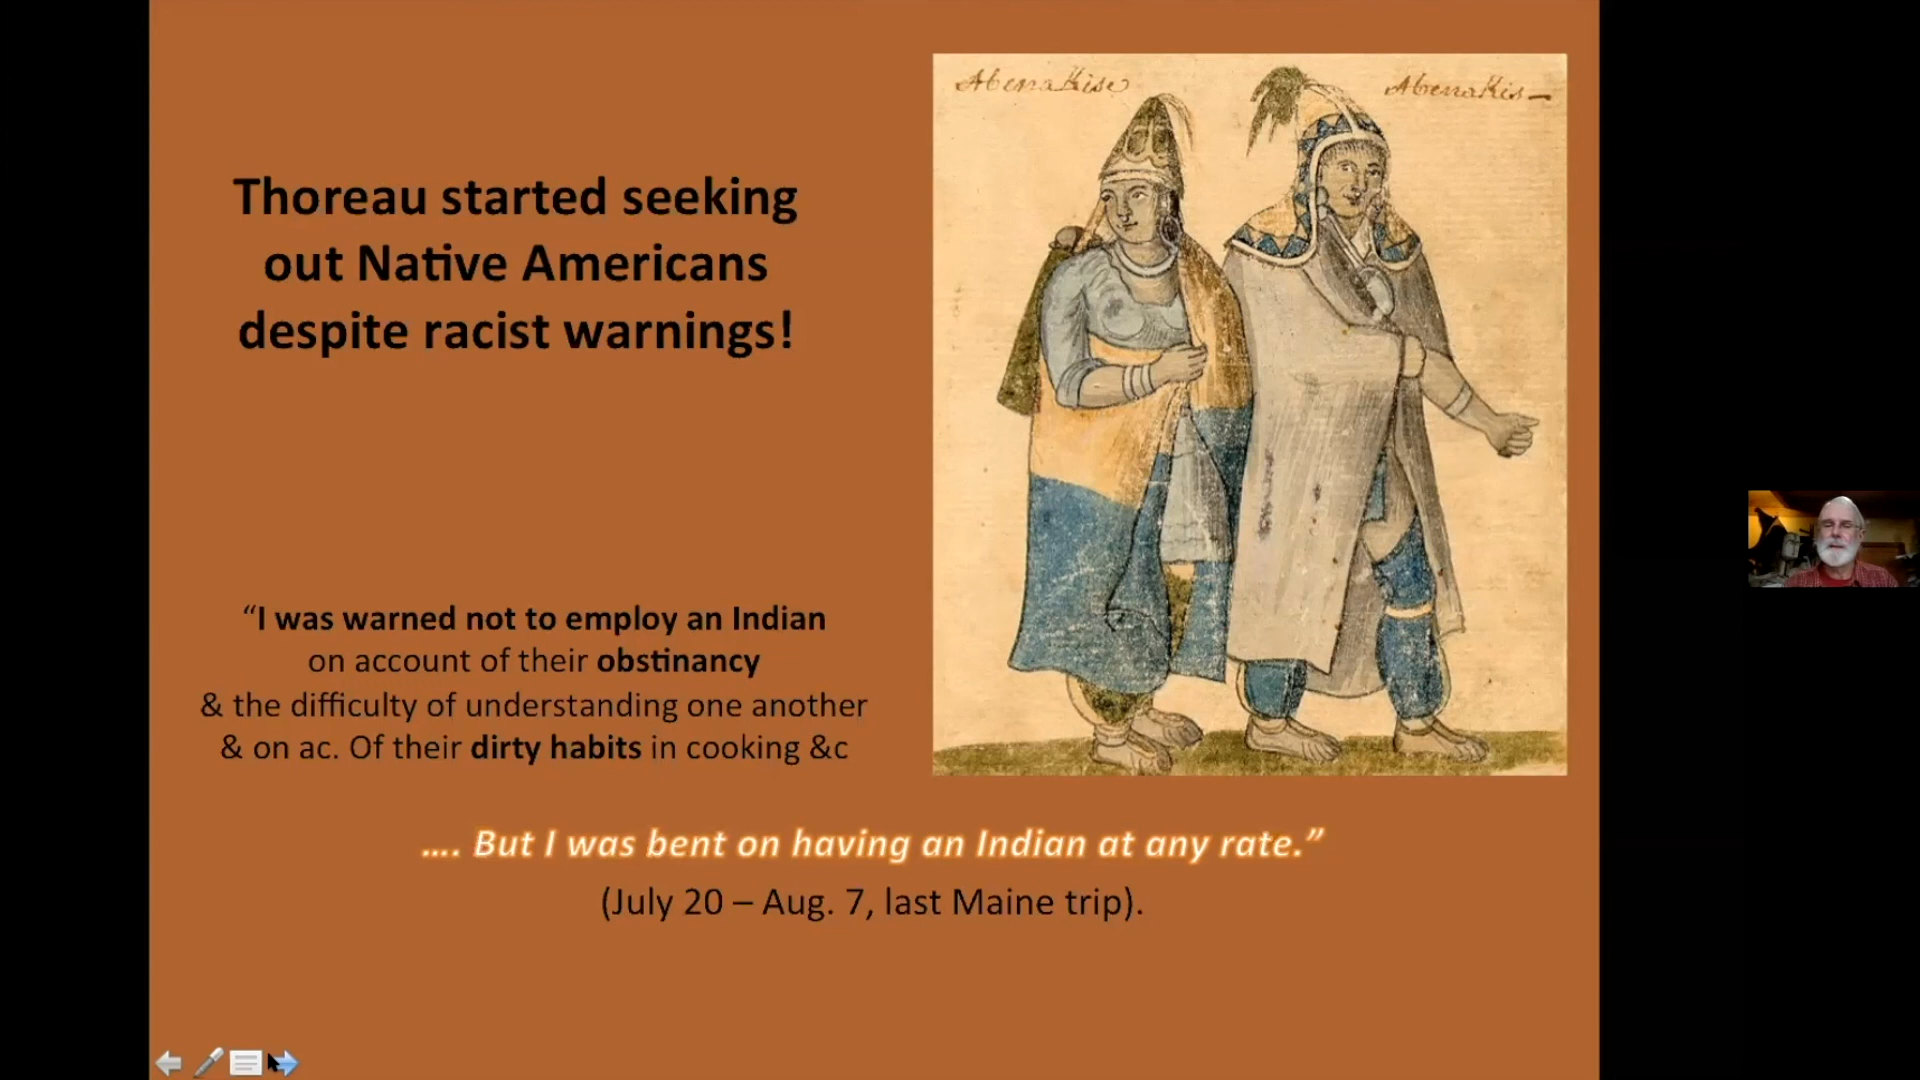 Thoreau started seeking
out Native Americans
despite racist warnings!
“I was warned not to employ an Indian
on account of their obstinancy
& the difficulty of understanding one another
& on ac. Of their dirty habits in cooking &c
.... But I was bent on having an Indian at any rate.”
(July 20 – Aug. 7, last Maine trip).
Abenakise
Abenakis